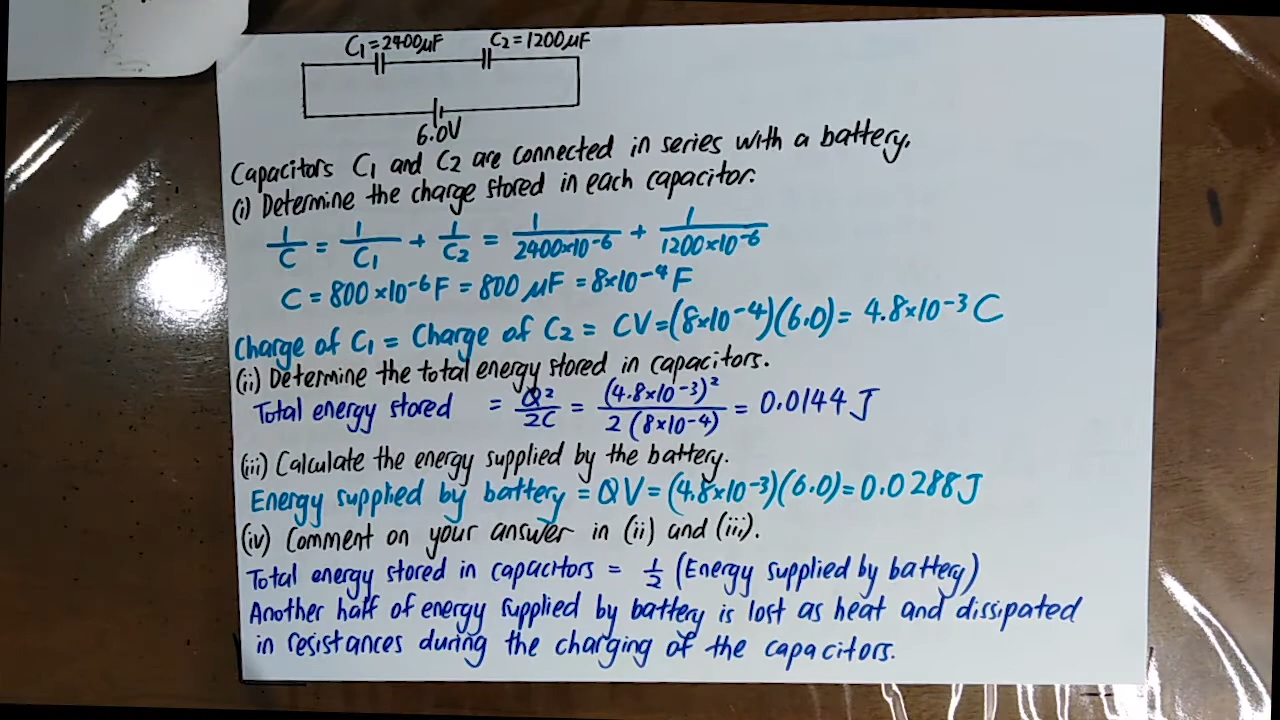 C₁=2400μF C₂=1200μF
6.0V
Capacitors C₁ and C₂ are connected in series with a battery.
(i) Determine the charge stored in each capacitor.
1/C = 1/C₁ + 1/C₂ = 1/2400×10⁻⁶ + 1/1200×10⁻⁶
C = 800×10⁻⁶F = 800μF = 8×10⁻⁴F
Charge of C₁ = Charge of C₂ = CV=(8×10⁻⁴)(6.0)= 4.8×10⁻³C
(ii) Determine the total energy stored in capacitors.
Total energy stored = Q²/2C = (4.8×10⁻³)²/2(8×10⁻⁴) = 0.0144J
(iii) Calculate the energy supplied by the battery.
Energy supplied by battery = QV=(4.8×10⁻³)(6.0)=0.0288J
(iv) Comment on your answer in (ii) and (iii).
Total energy stored in capacitors = 1/2 (Energy supplied by battery)
Another half of energy supplied by battery is lost as heat and dissipated
in resistances during the charging of the capacitors.